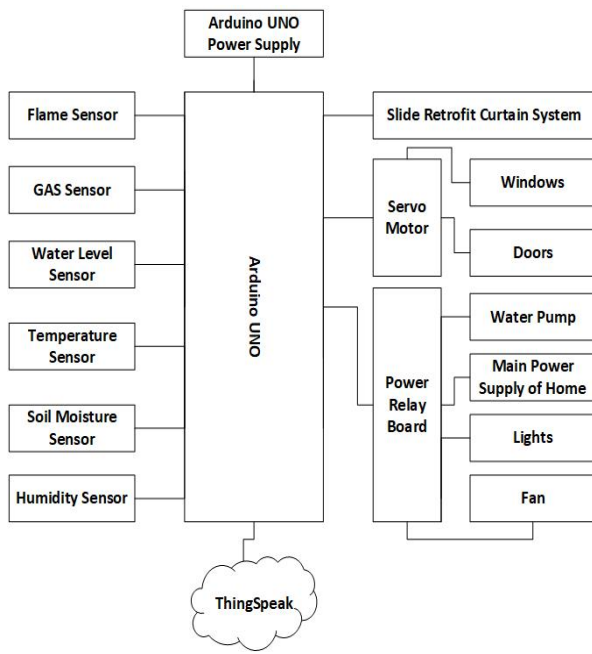 Arduino UNO
Power Supply
Flame Sensor
GAS Sensor
Water Level
Sensor
Temperature
Sensor
Soil Moisture
Sensor
Humidity Sensor
Arduino UNO
Slide Retrofit Curtain System
Servo
Motor
Windows
Doors
Power
Relay
Board
Water Pump
Main Power
Supply of Home
Lights
Fan
ThingSpeak